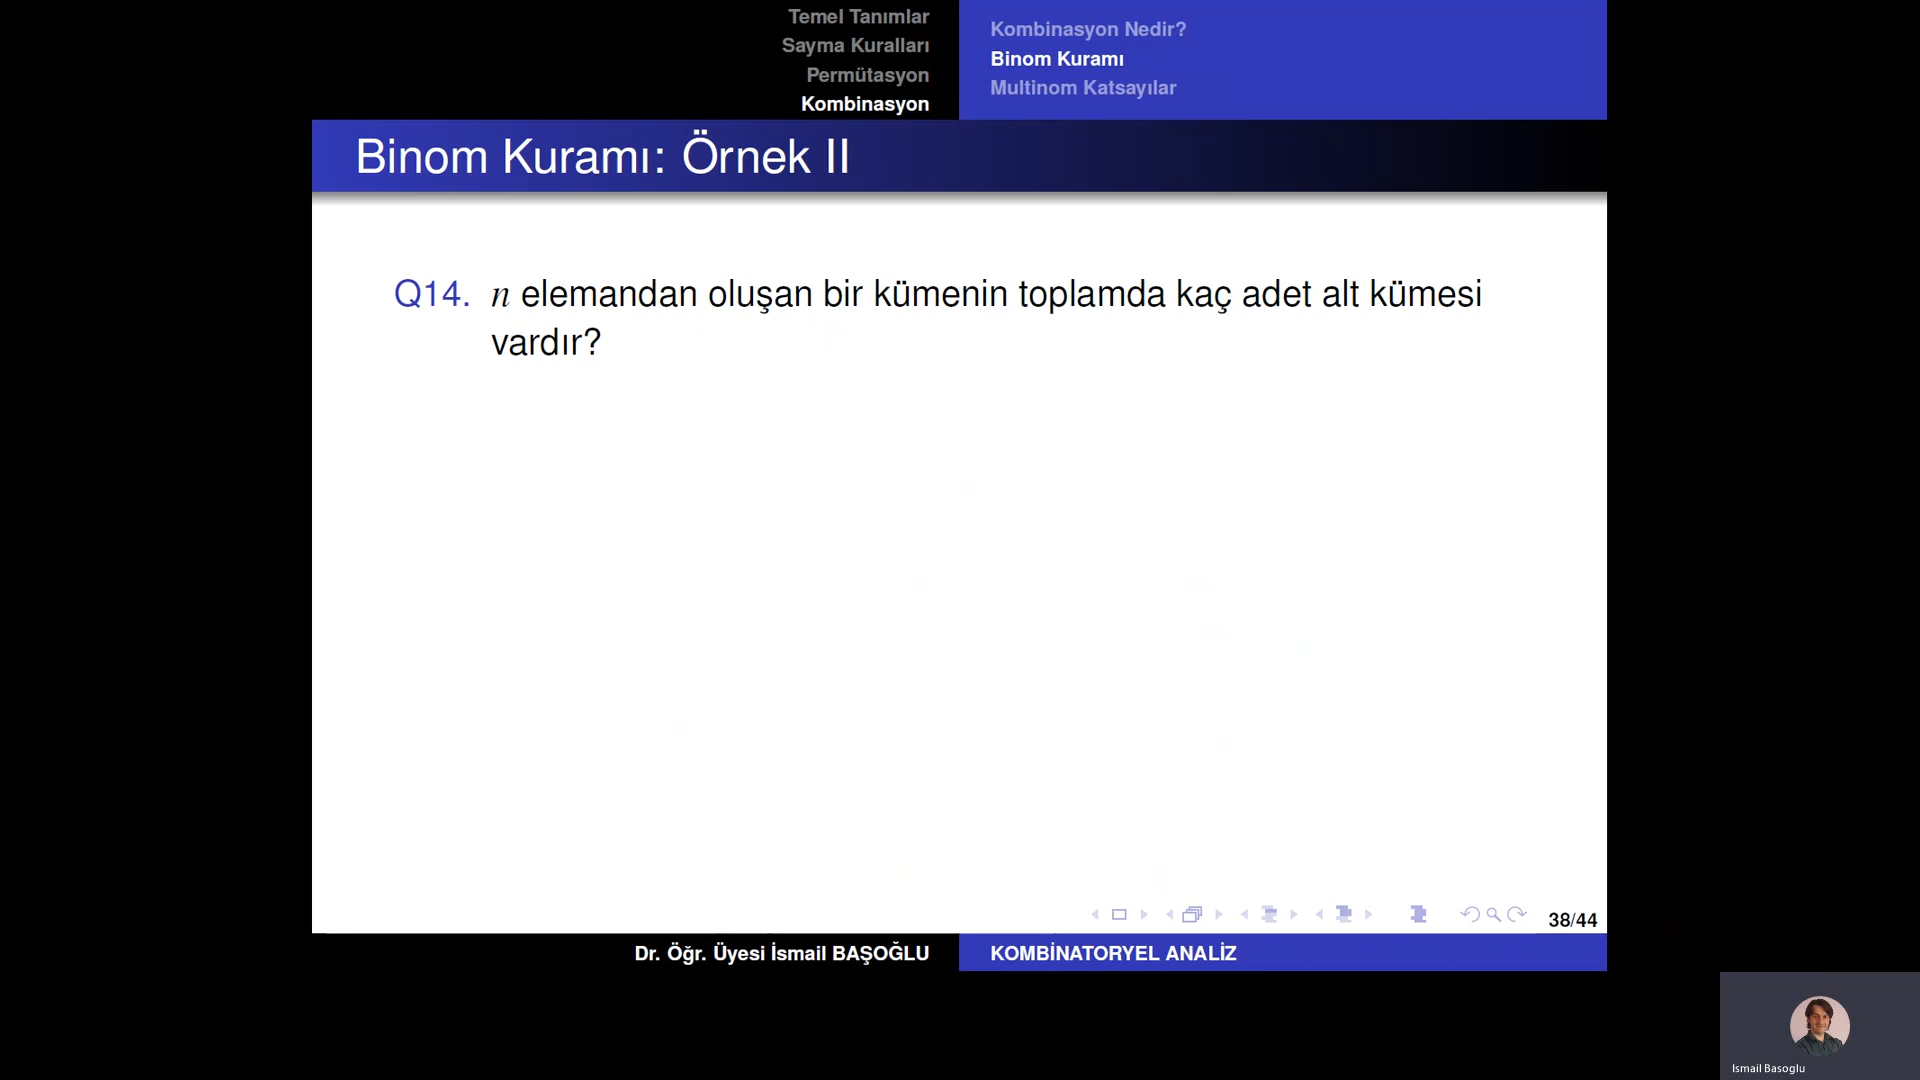 Temel Tanımlar
Sayma Kuralları
Permütasyon
Kombinasyon
Kombinasyon Nedir?
Binom Kuramı
Multinom Katsayılar
Binom Kuramı: Örnek II
Q14. n elemandan oluşan bir kümenin toplamda kaç adet alt kümesi
vardır?
38/44
Dr. Öğr. Üyesi İsmail BAŞOĞLU
KOMBİNATORYEL ANALİZ
Ismail Basoglu